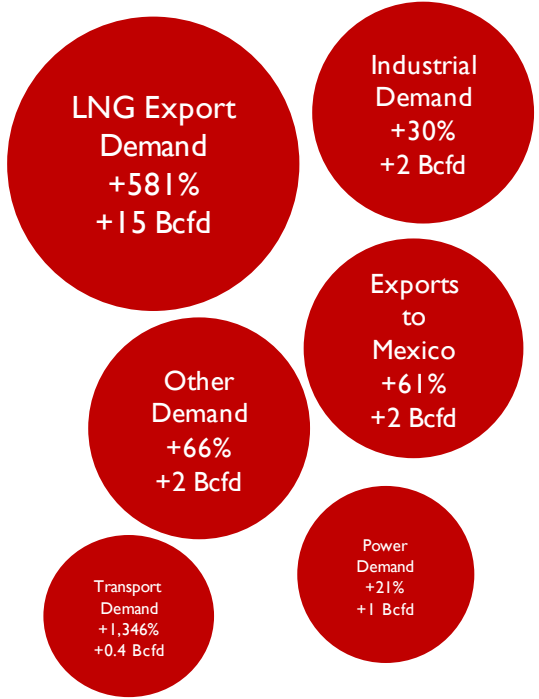 LNG Export
Demand
+581%
+15 Bcfd
Industrial
Demand
+30%
+2 Bcfd
Exports
to
Mexico
+61%
+2 Bcfd
Other
Demand
+66%
+2 Bcfd
Power
Demand
+21%
+1 Bcfd
Transport
Demand
+1,346%
+0.4 Bcfd